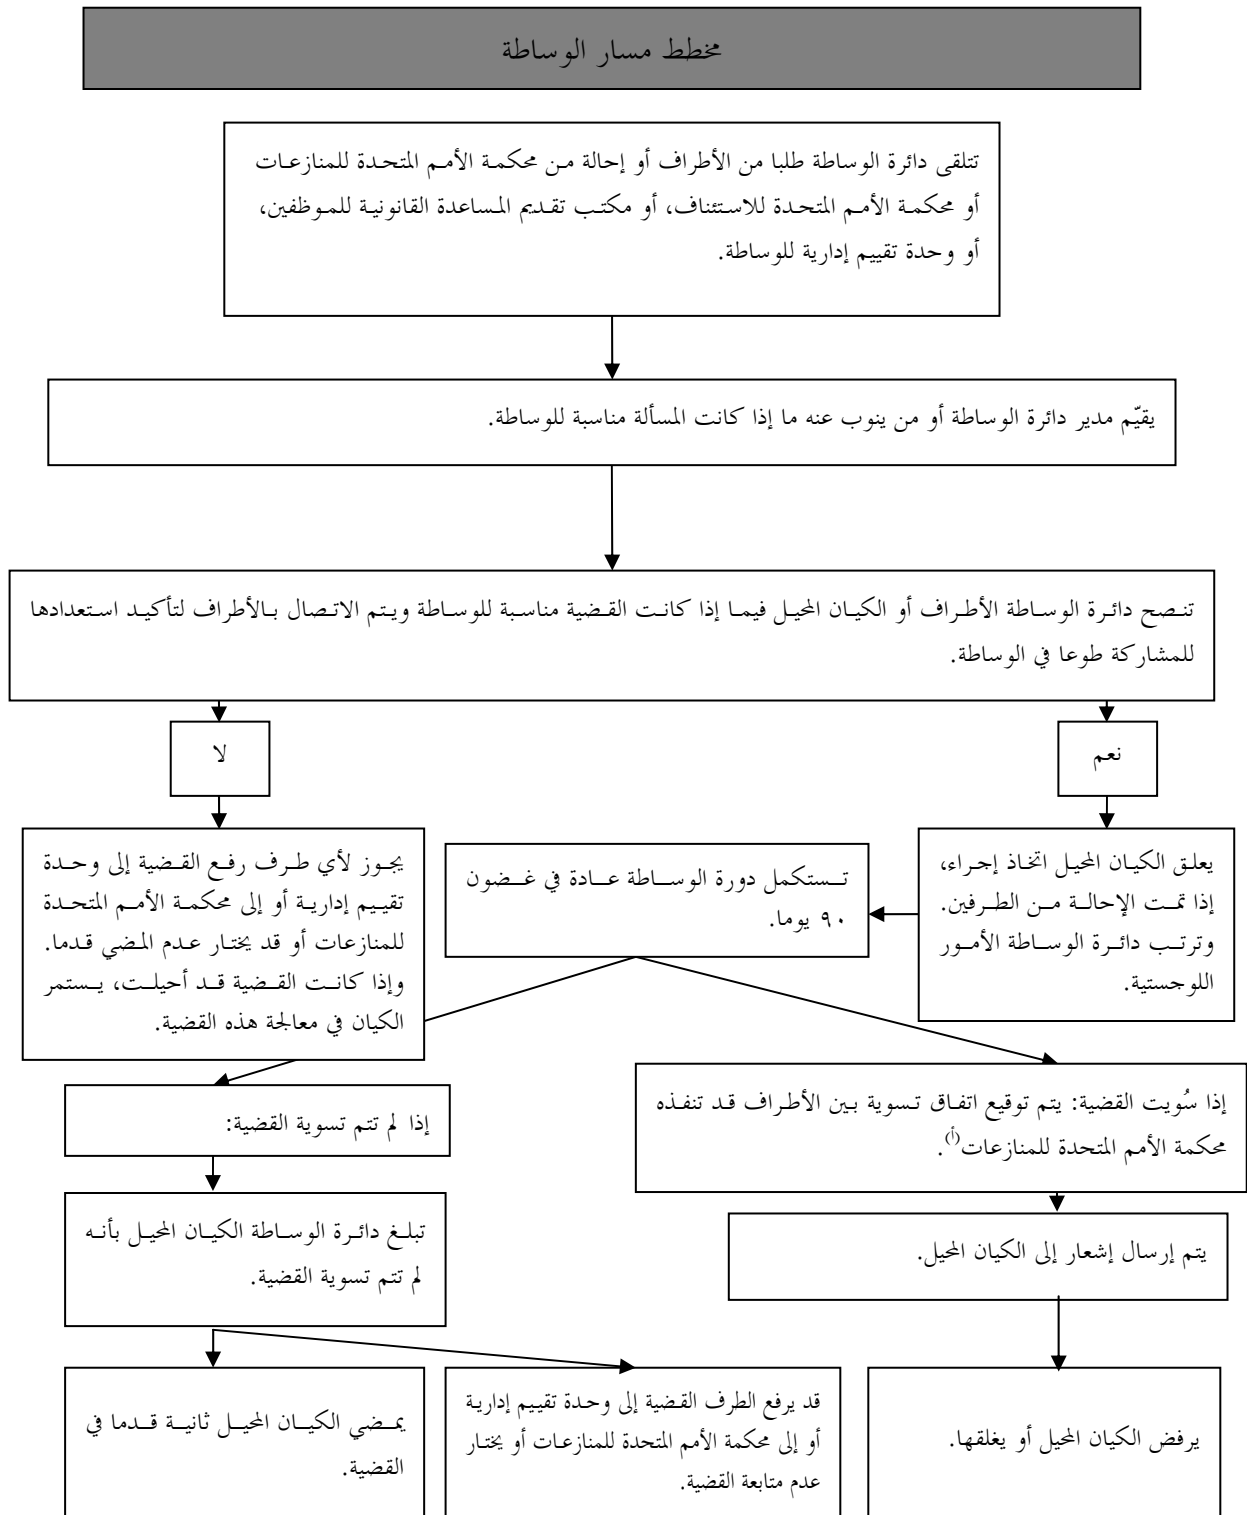 مخطط مسار الوساطة
تتلقى دائرة الوساطة طلبا من الأطراف أو إحالة من محكمة الأمم المتحدة للمنازعات
أو محكمة الأمم المتحدة للاستئناف، أو مكتب تقديم المساعدة القانونية للموظفين،
أو وحدة تقييم إدارية للوساطة.
يقيّم مدير دائرة الوساطة أو من ينوب عنه ما إذا كانت المسألة مناسبة للوساطة.
تنصح دائرة الوساطة الأطراف أو الكيان المحيل فيما إذا كانت القضية مناسبة للوساطة ويتم الاتصال بالأطراف لتأكيد استعدادها
للمشاركة طوعا في الوساطة.
نعم
لا
يعلق الكيان المحيل اتخاذ إجراء،
إذا تمت الإحالة من الطرفين.
وترتب دائرة الوساطة الأمور
اللوجستية.
تستكمل دورة الوساطة عادة في غضون
٩٠ يوما.
يجوز لأي طرف رفع القضية إلى وحدة
تقييم إدارية أو إلى محكمة الأمم المتحدة
للمنازعات أو قد يختار عدم المضي قدما.
وإذا كانت القضية قد أحيلت، يستمر
الكيان في معالجة هذه القضية.
إذا سُويت القضية: يتم توقيع اتفاق تسوية بين الأطراف قد تنفذه
محكمة الأمم المتحدة للمنازعات(أ).
إذا لم تتم تسوية القضية:
يتم إرسال إشعار إلى الكيان المحيل.
تبلغ دائرة الوساطة الكيان المحيل بأنه
لم تتم تسوية القضية.
يرفض الكيان المحيل أو يغلقها.
قد يرفع الطرف القضية إلى وحدة تقييم إدارية
أو إلى محكمة الأمم المتحدة للمنازعات أو يختار
عدم متابعة القضية.
يمضي الكيان المحيل ثانية قدما في
القضية.